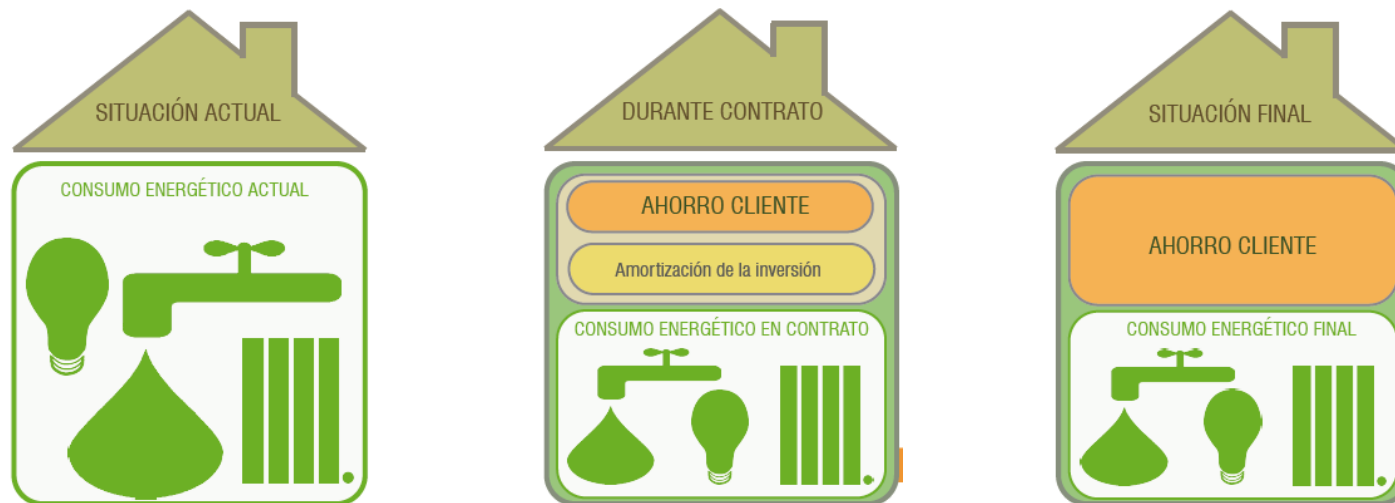 SITUACIÓN ACTUAL
CONSUMO ENERGÉTICO ACTUAL
DURANTE CONTRATO
AHORRO CLIENTE
Amortización de la inversión
CONSUMO ENERGÉTICO EN CONTRATO
SITUACIÓN FINAL
AHORRO CLIENTE
CONSUMO ENERGÉTICO FINAL